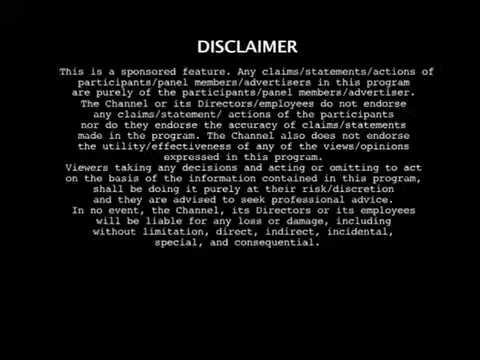 DISCLAIMER
This is a sponsored feature. Any claims/statements/actions of
participants/panel members/advertisers in this program
are purely of the participants/panel members/advertiser.
The Channel or its Directors/employees do not endorse
any claims/statement/ actions of the participants
nor do they endorse the accuracy of claims/statements
made in the program. The Channel also does not endorse
the utility/effectiveness of any of the views/opinions
expressed in this program.
Viewers taking any decisions and acting or omitting to act
on the basis of the information contained in this program,
shall be doing it purely at their risk/discretion
and they are advised to seek professional advice.
In no event, the Channel, its Directors or its employees
will be liable for any loss or damage, including
without limitation, direct, indirect, incidental,
special, and consequential.